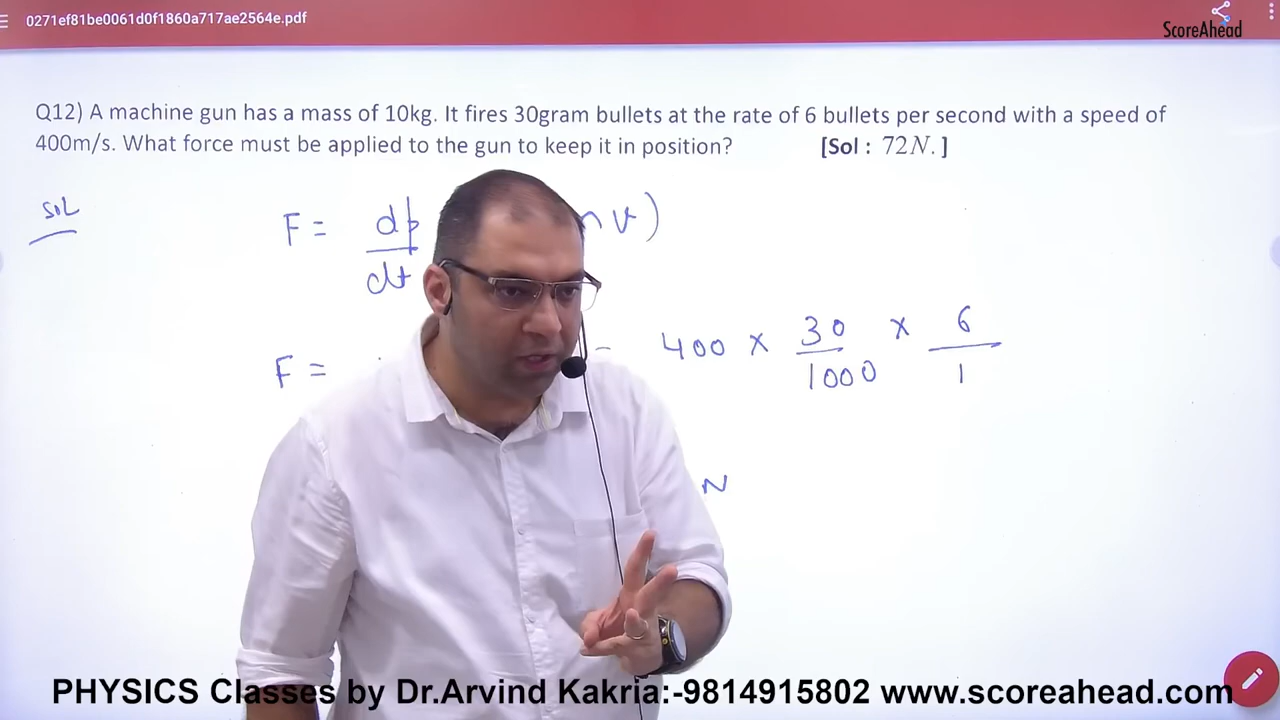 0271ef81be0061d0f1860a717ae2564e.pdf
ScoreAhead
Q12) A machine gun has a mass of 10kg. It fires 30gram bullets at the rate of 6 bullets per second with a speed of
400m/s. What force must be applied to the gun to keep it in position? [Sol : 72N. ]
Sol
F = dp/dt v)
F = = 400 x 30/1000 x 6/1
N
PHYSICS Classes by Dr.Arvind Kakria:-9814915802 www.scoreahead.com